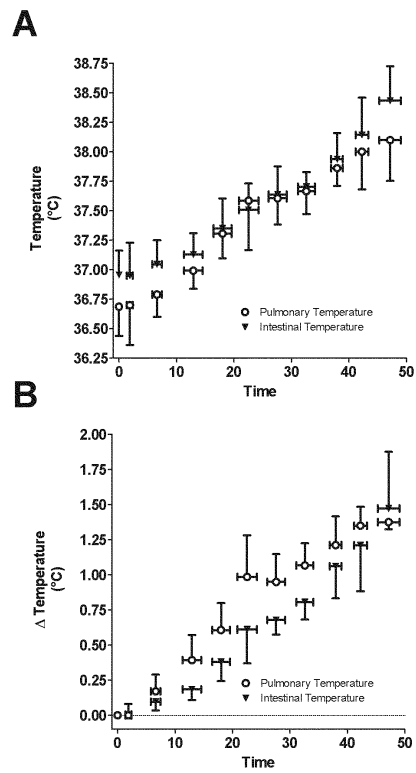 A
38.75
38.50
38.25
38.00
37.75
37.50
37.25
37.00
36.75
36.50
36.25
Temperature
(°C)
Pulmonary Temperature
Intestinal Temperature
0 10 20 30 40 50
Time
B
2.00
1.75
1.50
1.25
1.00
0.75
0.50
0.25
0.00
Δ Temperature
(°C)
Pulmonary Temperature
Intestinal Temperature
0 10 20 30 40 50
Time